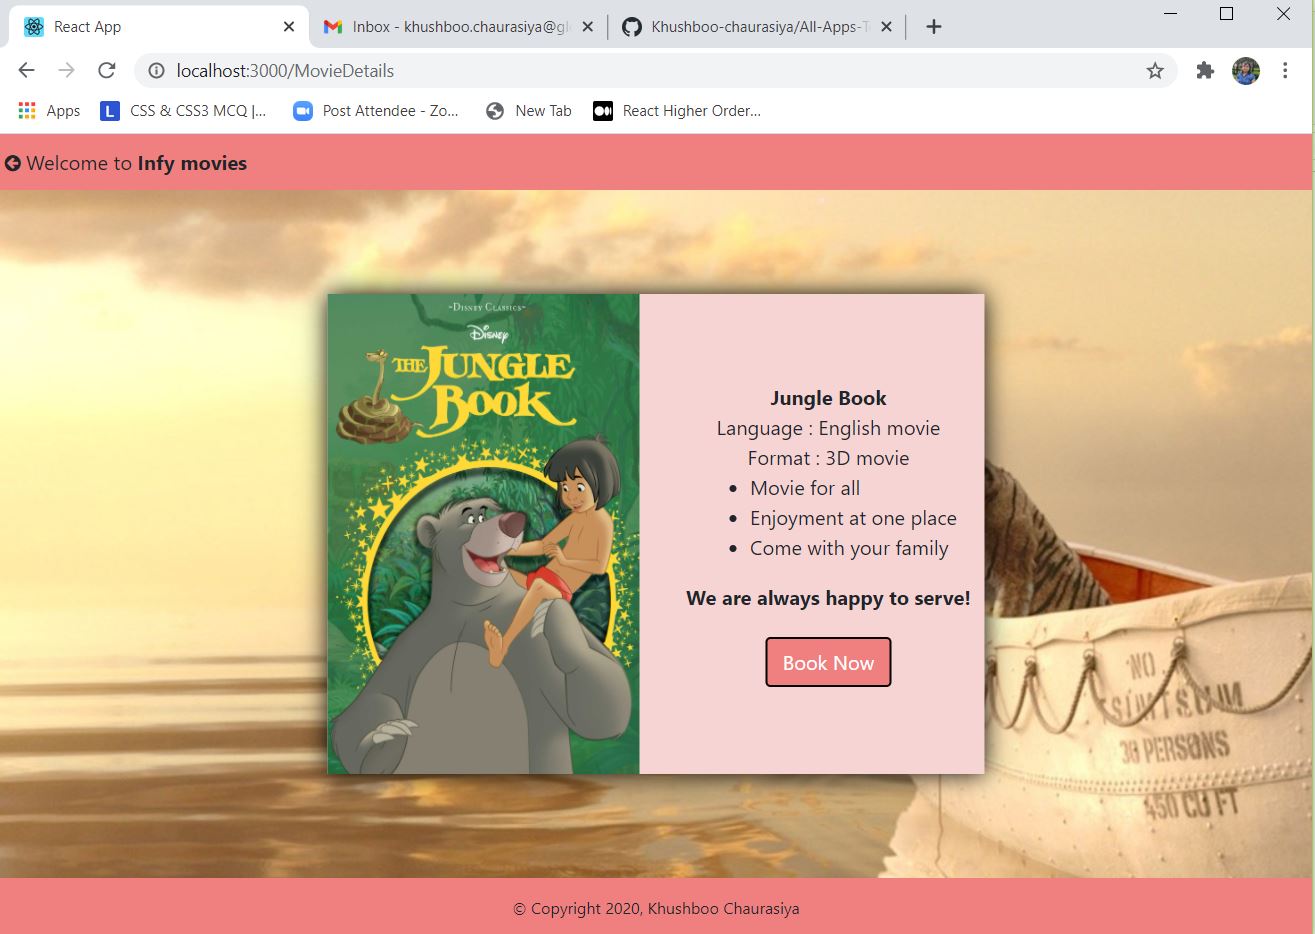 React App
Inbox - khushboo.chaurasiya@gl
Khushboo-chaurasiya/All-Apps-T
localhost:3000/MovieDetails
Apps
L
CSS & CSS3 MCQ |...
Post Attendee - Zo...
New Tab
React Higher Order...
Welcome to Infy movies
~Disney Classics~
Disney
THE JUNGLE
BOOK
Jungle Book
Language : English movie
Format : 3D movie
• Movie for all
• Enjoyment at one place
• Come with your family
We are always happy to serve!
Book Now
NO.
30 PERSONS
450 CU FT
© Copyright 2020, Khushboo Chaurasiya